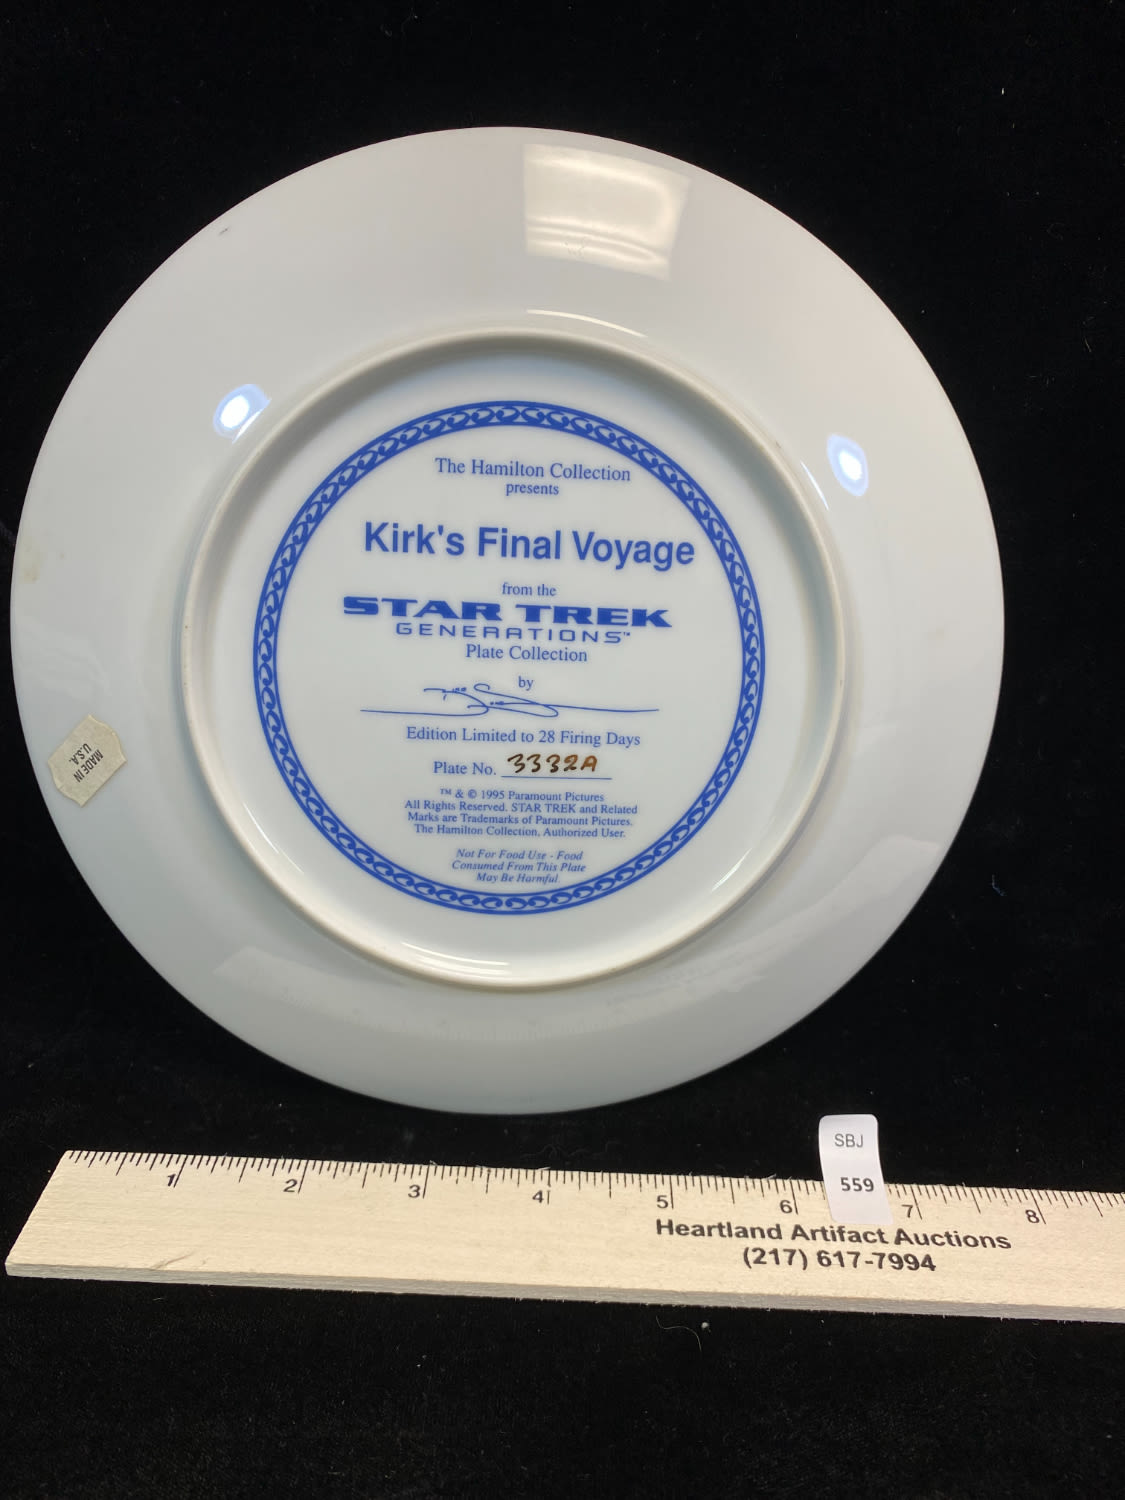 The Hamilton Collection
presents
Kirk's Final Voyage
from the
STAR TREK
GENERATIONS™
Plate Collection
by
Edition Limited to 28 Firing Days
Plate No. 3332A
™ & © 1995 Paramount Pictures
All Rights Reserved. STAR TREK and Related
Marks are Trademarks of Paramount Pictures.
The Hamilton Collection, Authorized User.
Not For Food Use - Food
Consumed From This Plate
May Be Harmful
MADE IN
U.S.A.
SBJ
559
1 2 3 4 5 6 7 8
Heartland Artifact Auctions
(217) 617-7994